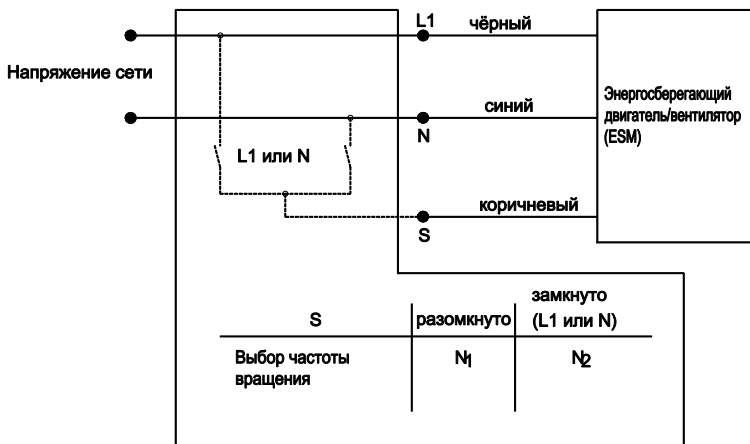 L1
чёрный
Напряжение сети
Энергосберегающий
двигатель/вентилятор
(ESM)
синий
N
L1 или N
коричневый
S
S
разомкнуто
замкнуто
(L1 или N)
Выбор частоты
вращения
N1
N2